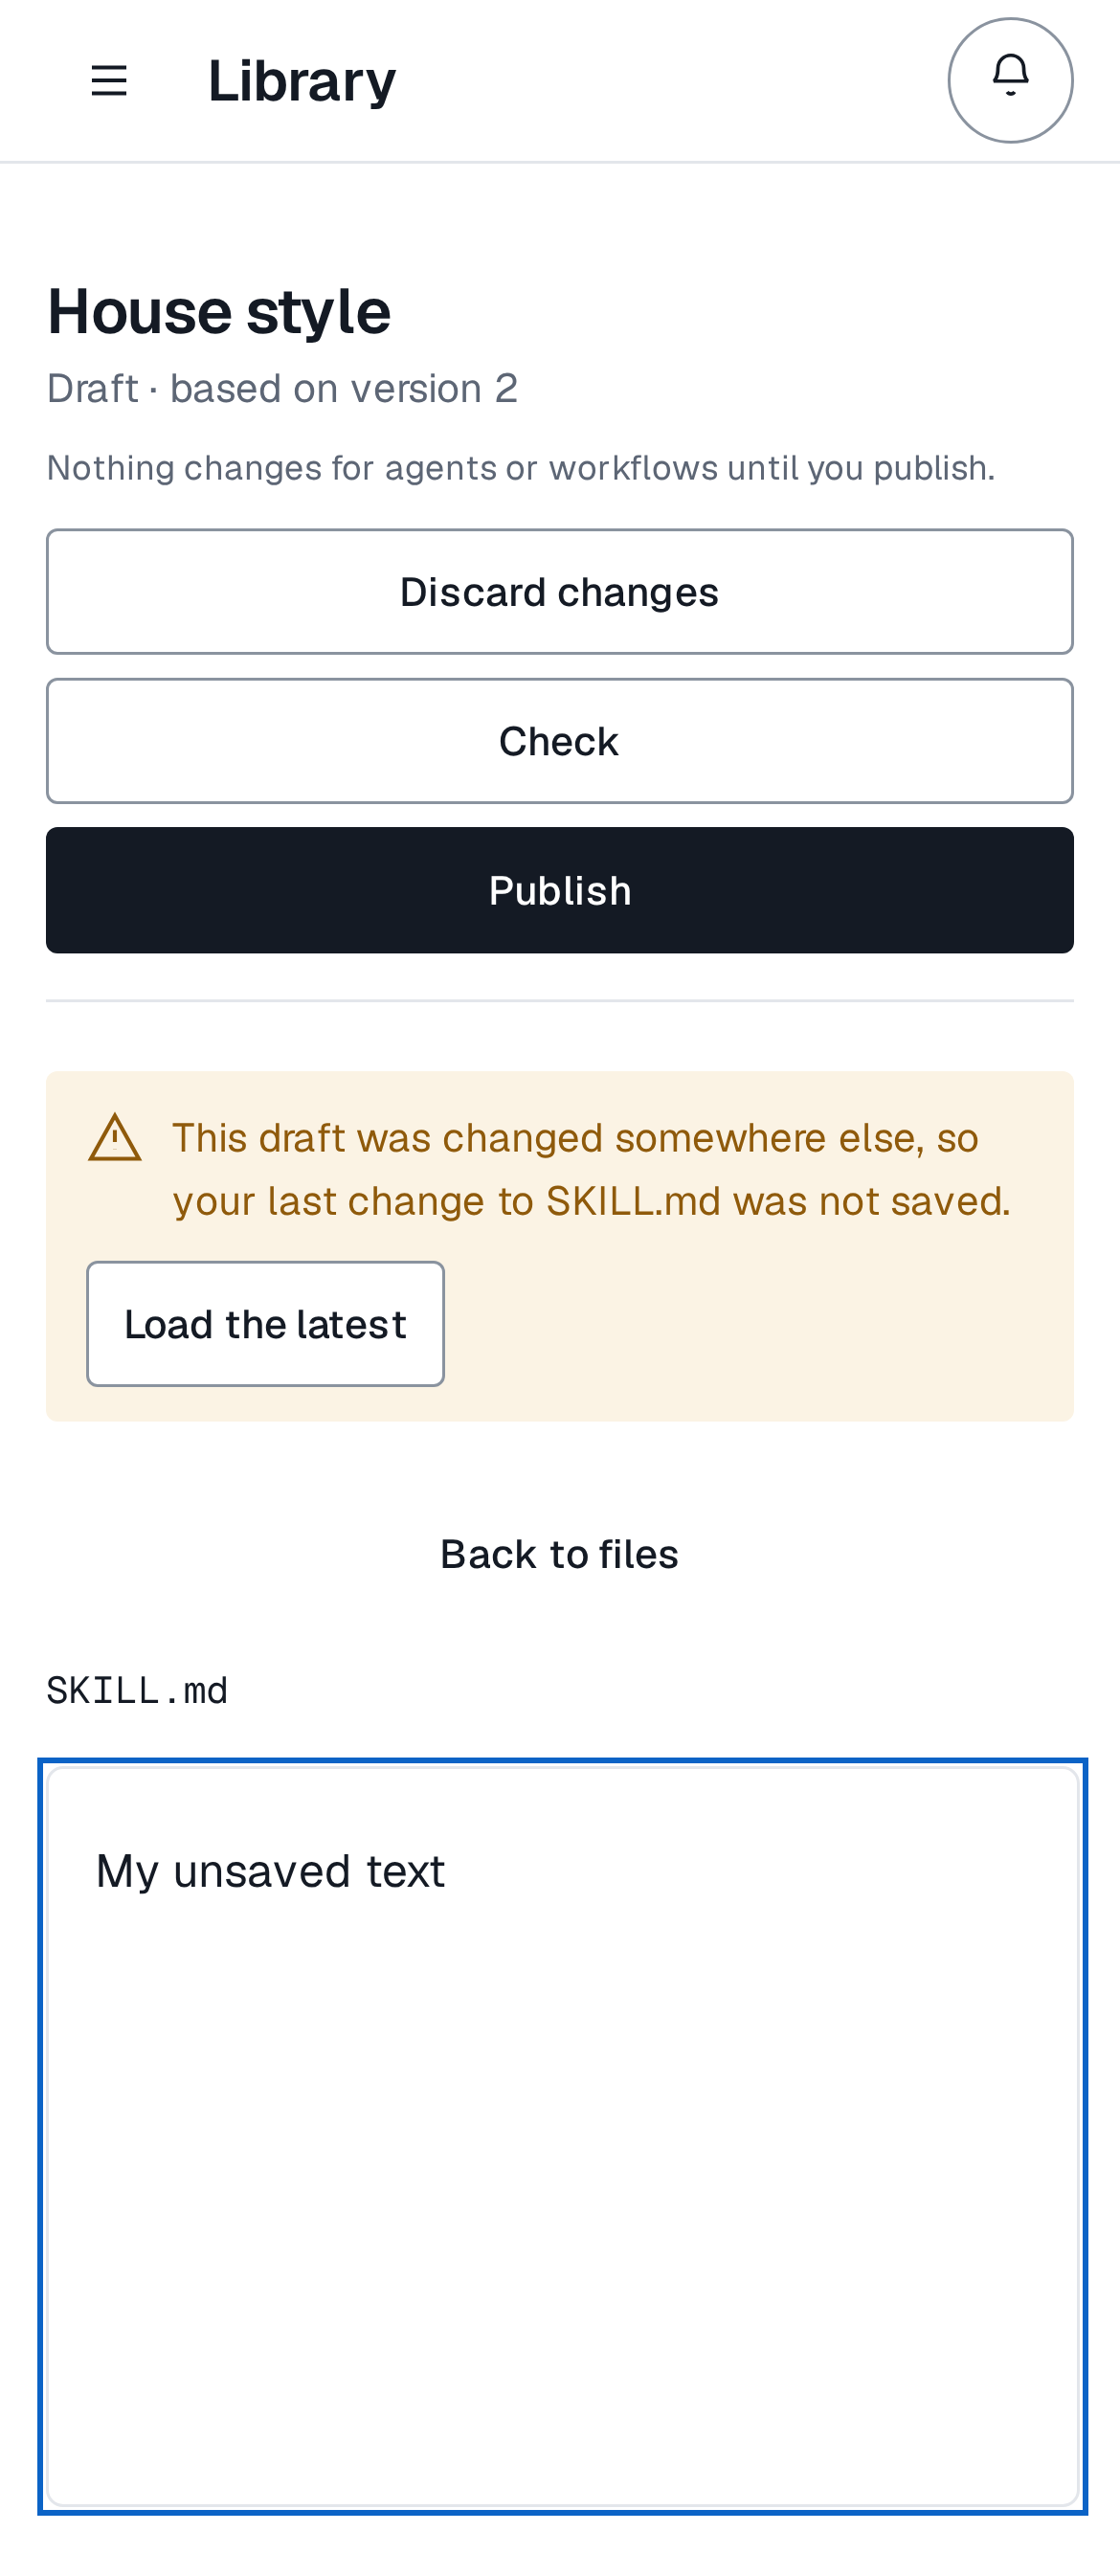 Library
House style
Draft · based on version 2
Nothing changes for agents or workflows until you publish.
Discard changes
Check
Publish
This draft was changed somewhere else, so
your last change to SKILL.md was not saved.
Load the latest
Back to files
SKILL.md
My unsaved text